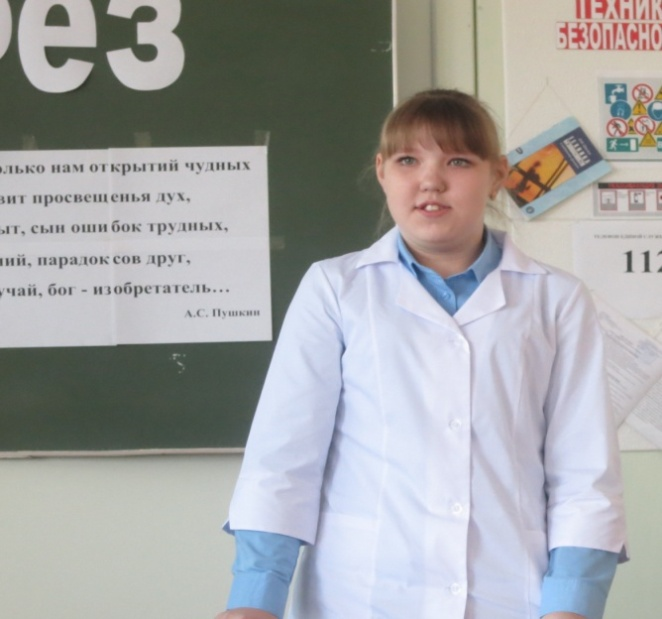 рез
олько нам открытий чудных
вит просвещенья дух,
ыт, сын ошибок трудных,
ний, парадоксов друг,
учай, бог - изобретатель...
А.С. Пушкин
ТЕХНИК
БЕЗОПАСНО
112